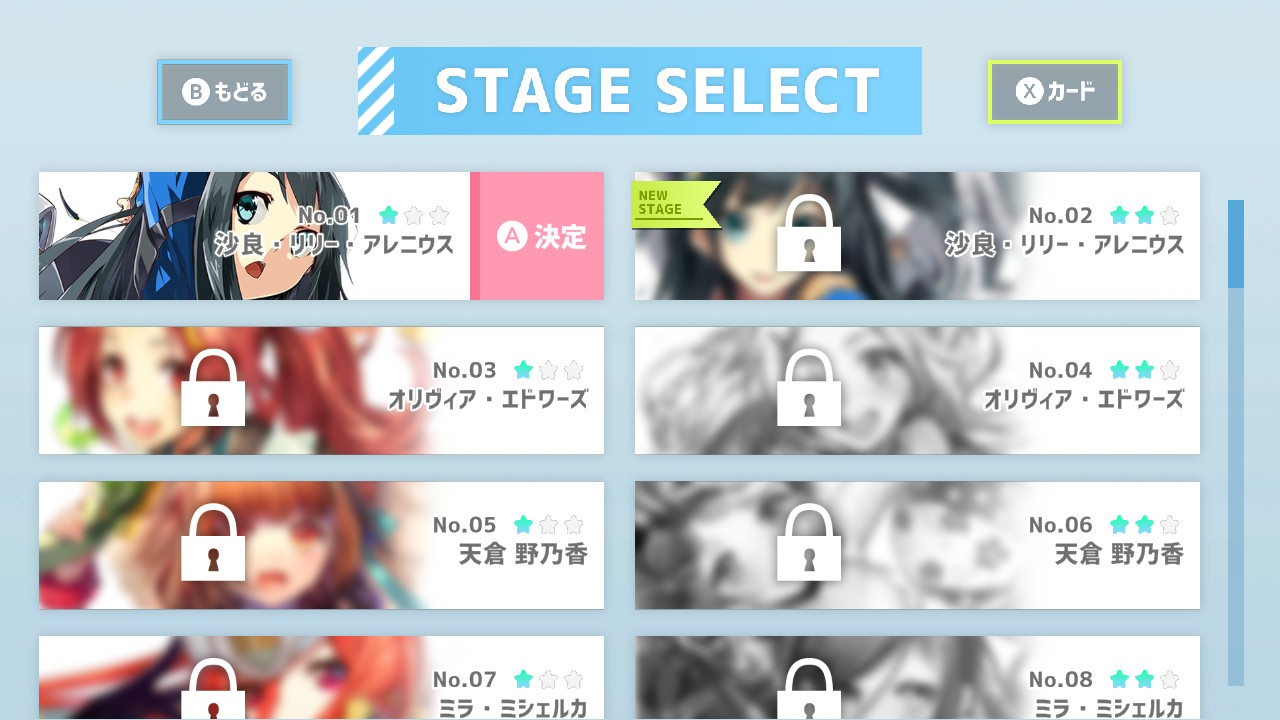 B もどる
STAGE SELECT
X カード
No.01
沙良・リリー・アレニウス
A 決定
NEW
STAGE
No.02
沙良・リリー・アレニウス
No.03
オリヴィア・エドワーズ
No.04
オリヴィア・エドワーズ
No.05
天倉 野乃香
No.06
天倉 野乃香
No.07
ミラ・ミシェルカ
No.08
ミラ・ミシェルカ